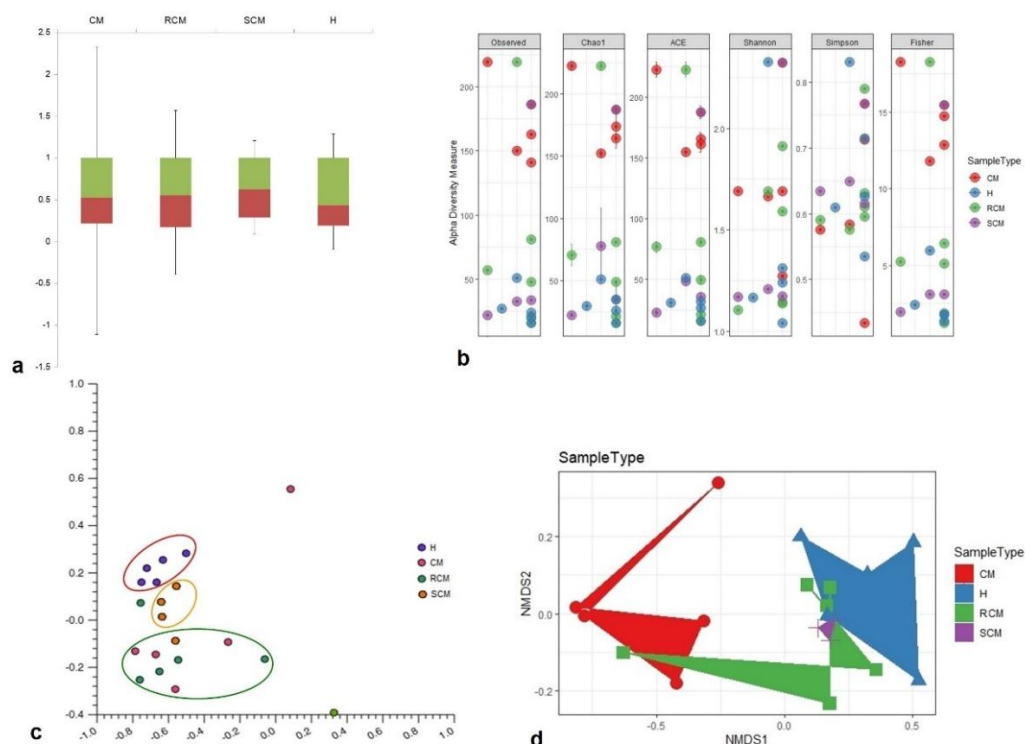 a
CM RCM SCM H
2.5
2
1.5
1
0.5
0
0.5
1
1.5
b
Observed Chao1 ACE Shannon Simpson Fisher
Alpha Diversity Measure
200
150
100
50
200
150
100
50
200
150
100
50
2.0
1.5
1.0
0.8
0.7
0.6
0.5
15
10
5
SampleType
CM
H
RCM
SCM
c
1.0
0.8
0.6
0.4
0.2
-0.0
-0.2
-0.4
-1.0 -0.8 -0.6 -0.4 -0.2 -0.0 0.2 0.4 0.6 0.8 1.0
H
CM
RCM
SCM
d
SampleType
NMDS2
0.2
0.0
-0.2
-0.5 0.0 0.5
NMDS1
SampleType
CM
H
RCM
SCM